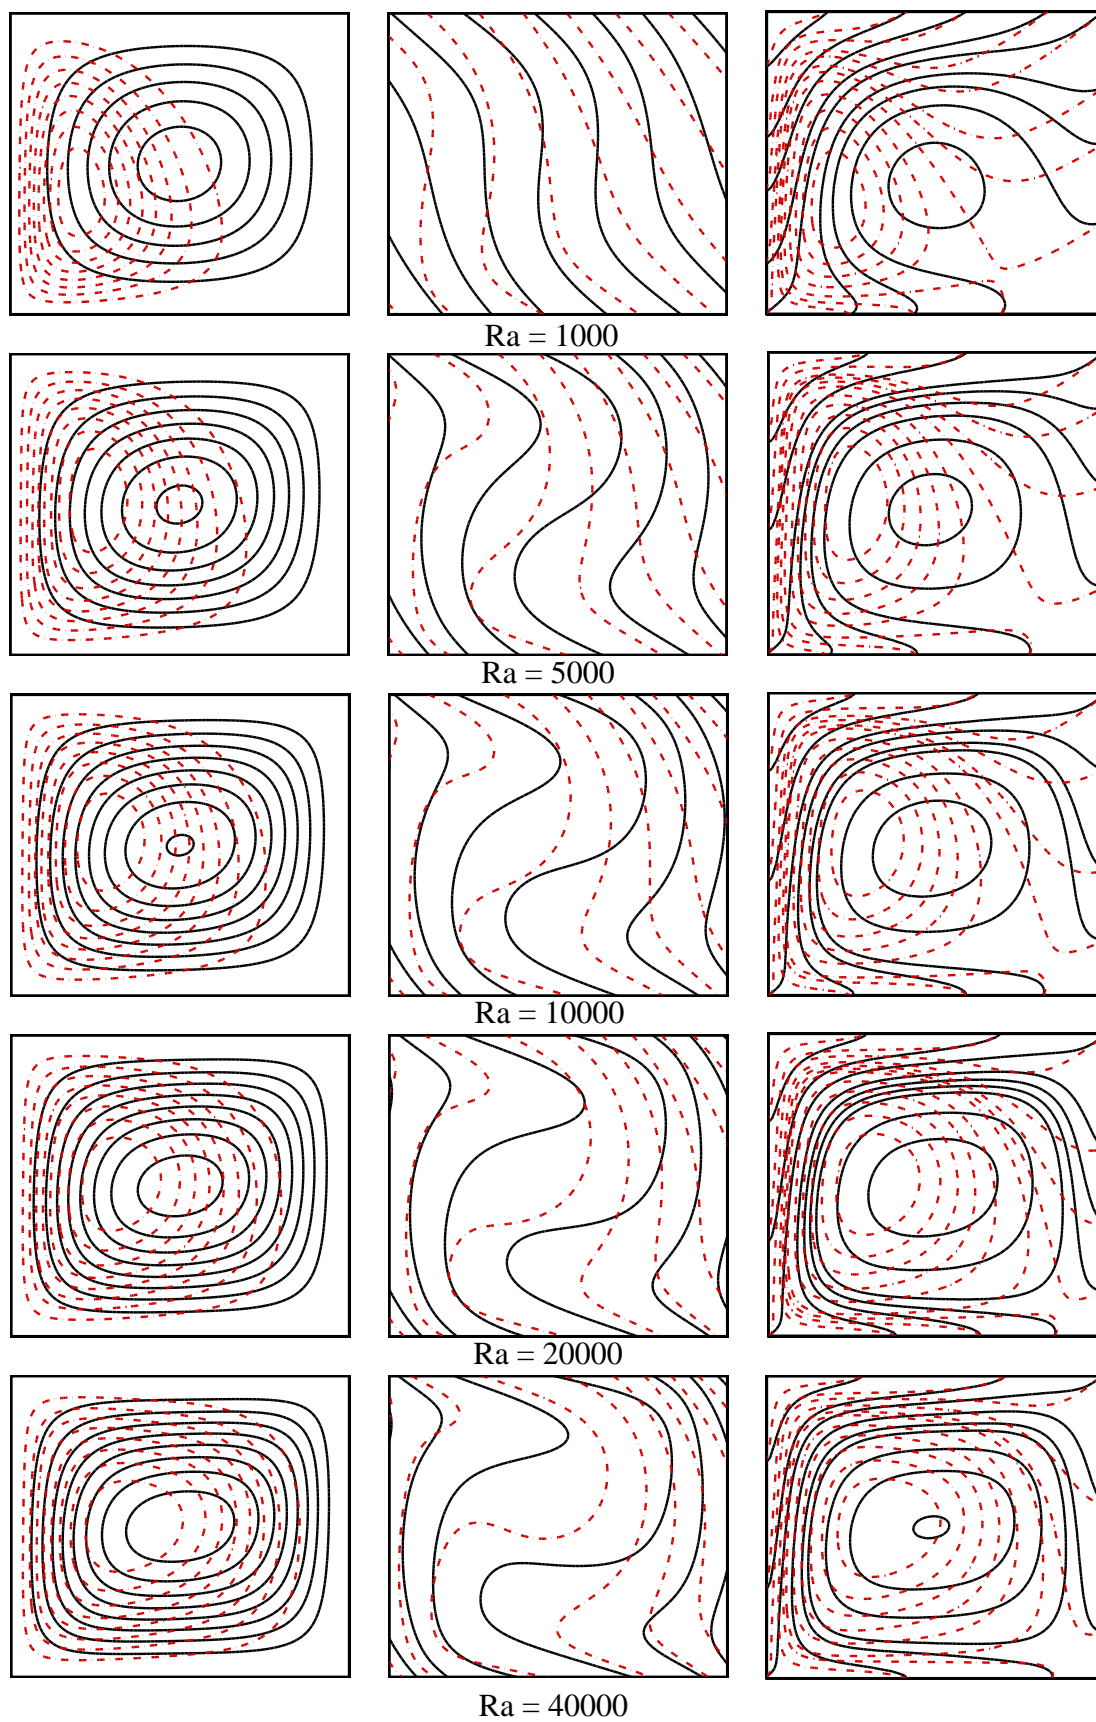 Ra = 1000
Ra = 5000
Ra = 10000
Ra = 20000
Ra = 40000